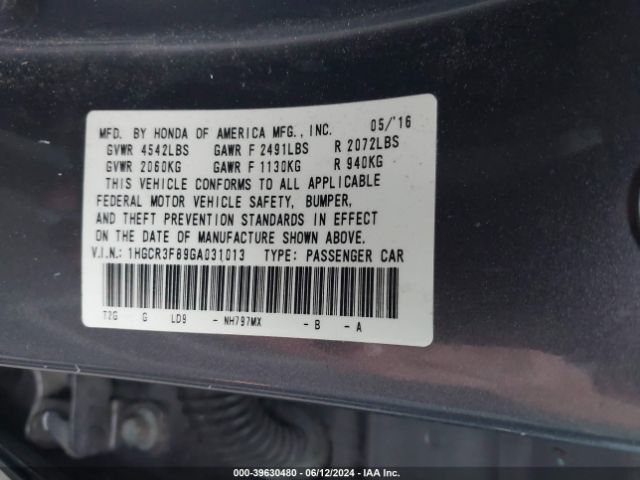 MFD. BY HONDA OF AMERICA MFG., INC. 05/'16
GVWR 4542LBS GAWR F 2491LBS R 2072LBS
GVWR 2060KG GAWR F 1130KG R 940KG
THIS VEHICLE CONFORMS TO ALL APPLICABLE
FEDERAL MOTOR VEHICLE SAFETY, BUMPER,
AND THEFT PREVENTION STANDARDS IN EFFECT
ON THE DATE OF MANUFACTURE SHOWN ABOVE.
V.I.N.: 1HGCR3F89GA031013 TYPE: PASSENGER CAR
T2G G LD9 - NH797MX - B - A
000-39630480 - 06/12/2024 - IAA Inc.